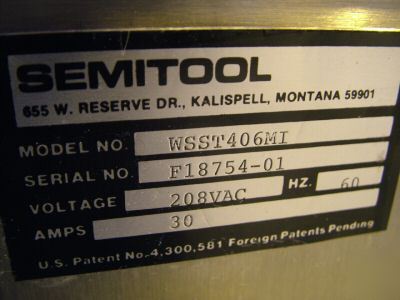 SEMITOOL
655 W. RESERVE DR., KALISPELL, MONTANA 59901
MODEL NO. WSST406MI
SERIAL NO. F18754-01
VOLTAGE 208VAC HZ. 60
AMPS 30
U.S. Patent No. 4,300,581 Foreign Patents Pending